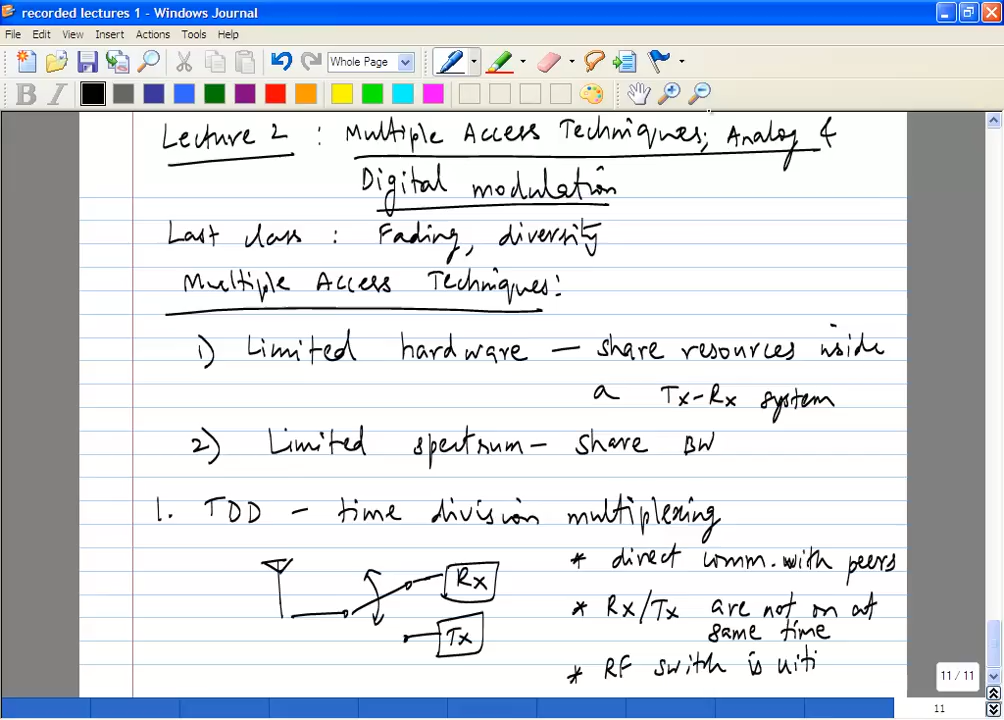 recorded lectures 1 - Windows Journal
File Edit View Insert Actions Tools Help
Whole Page
B I
Lecture 2 : Multiple Access Techniques; Analog &
Digital modulation
Last class : Fading, diversity
Multiple Access Techniques:
1) Limited hardware — share resources inside
a Tx-Rx system
2) Limited spectrum - share BW
1. TDD - time division multiplexing
* direct comm. with peers
Rx
* Rx/Tx are not on at
same time
Tx
* RF switch is
11 / 11
11